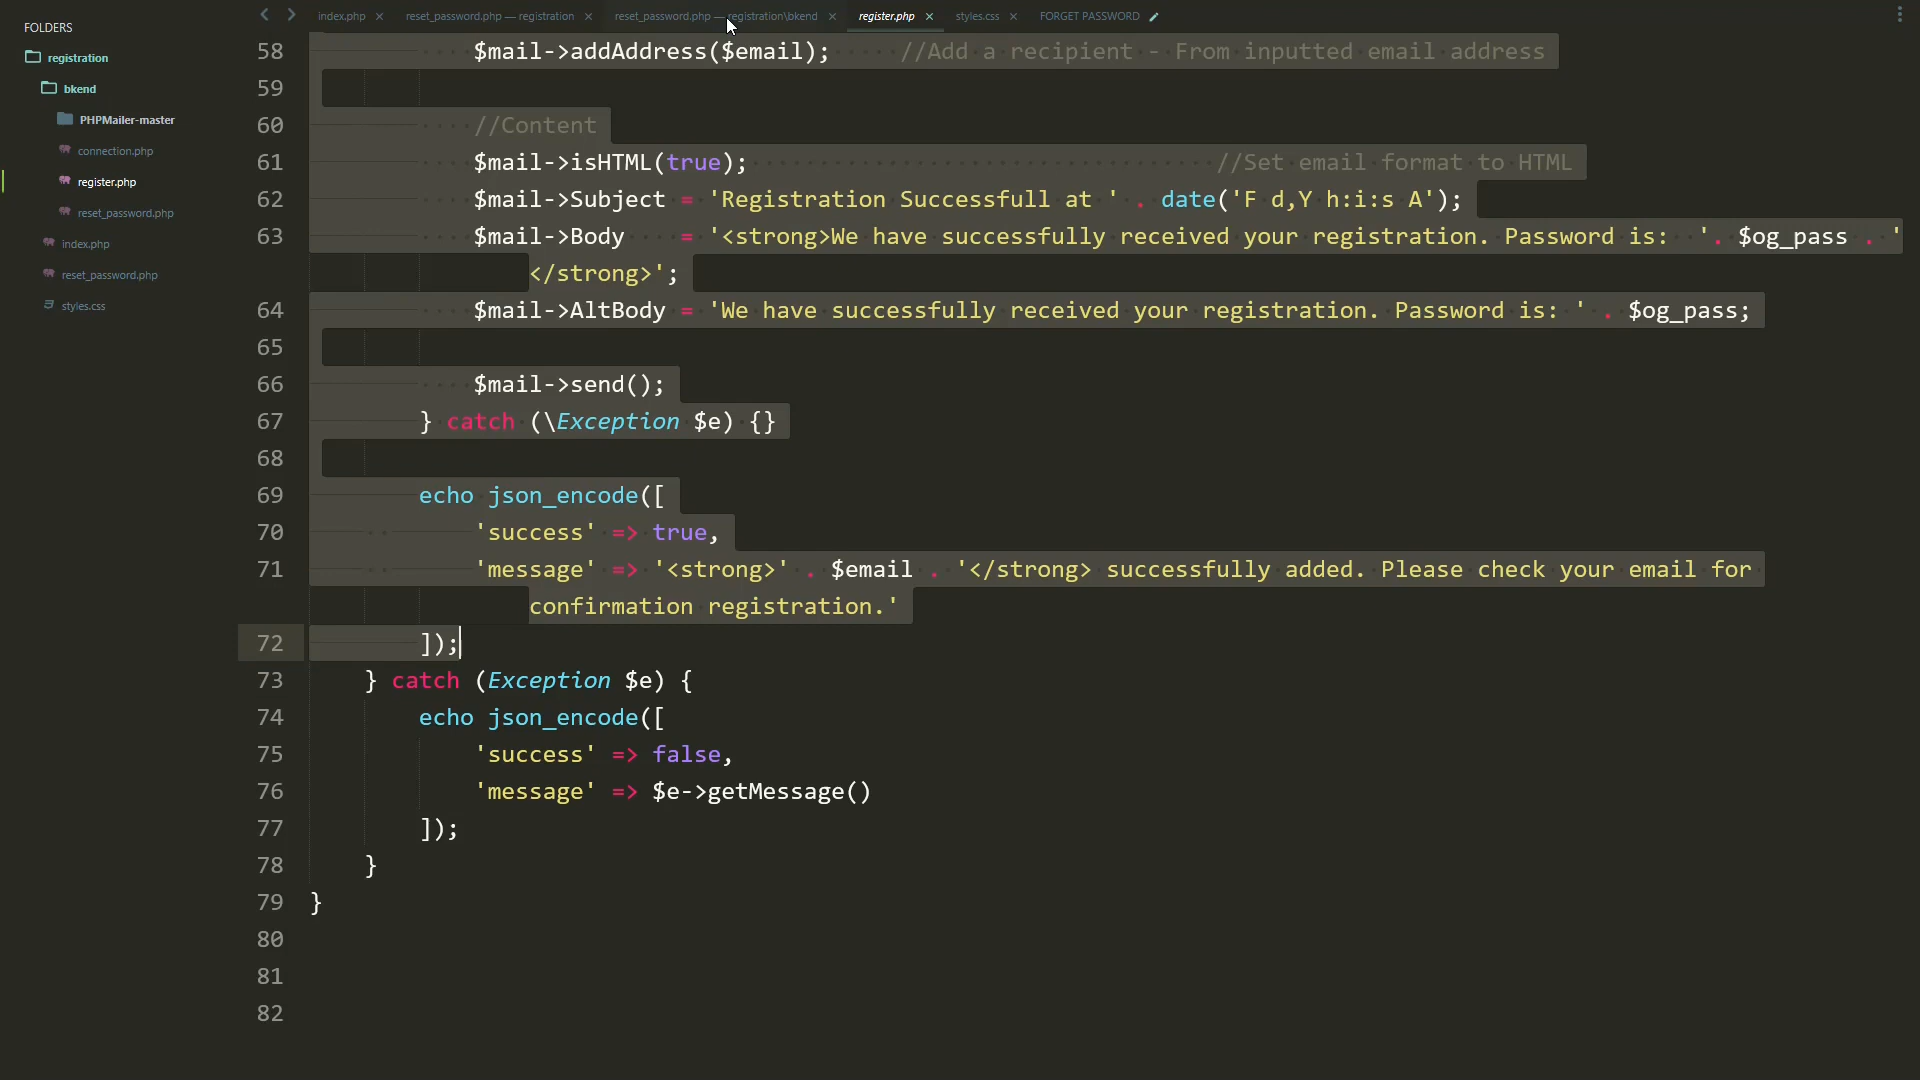 FOLDERS
registration
bkend
PHPMailer-master
connection.php
register.php
reset_password.php
index.php
reset_password.php
styles.css
index.php
reset_password.php — registration
reset_password.php — registration\bkend
register.php
styles.css
FORGET PASSWORD
58 $mail->addAddress($email); //Add a recipient - From inputted email address
59
60 //Content
61 $mail->isHTML(true); //Set email format to HTML
62 $mail->Subject = 'Registration Successfull at ' . date('F d,Y h:i:s A');
63 $mail->Body = '<strong>We have successfully received your registration. Password is: '. $og_pass . '
</strong>';
64 $mail->AltBody = 'We have successfully received your registration. Password is: ' . $og_pass;
65
66 $mail->send();
67 } catch (\Exception $e) {}
68
69 echo json_encode([
70 'success' => true,
71 'message' => '<strong>' . $email . '</strong> successfully added. Please check your email for
confirmation registration.'
72 ]);
73 } catch (Exception $e) {
74 echo json_encode([
75 'success' => false,
76 'message' => $e->getMessage()
77 ]);
78 }
79 }
80
81
82